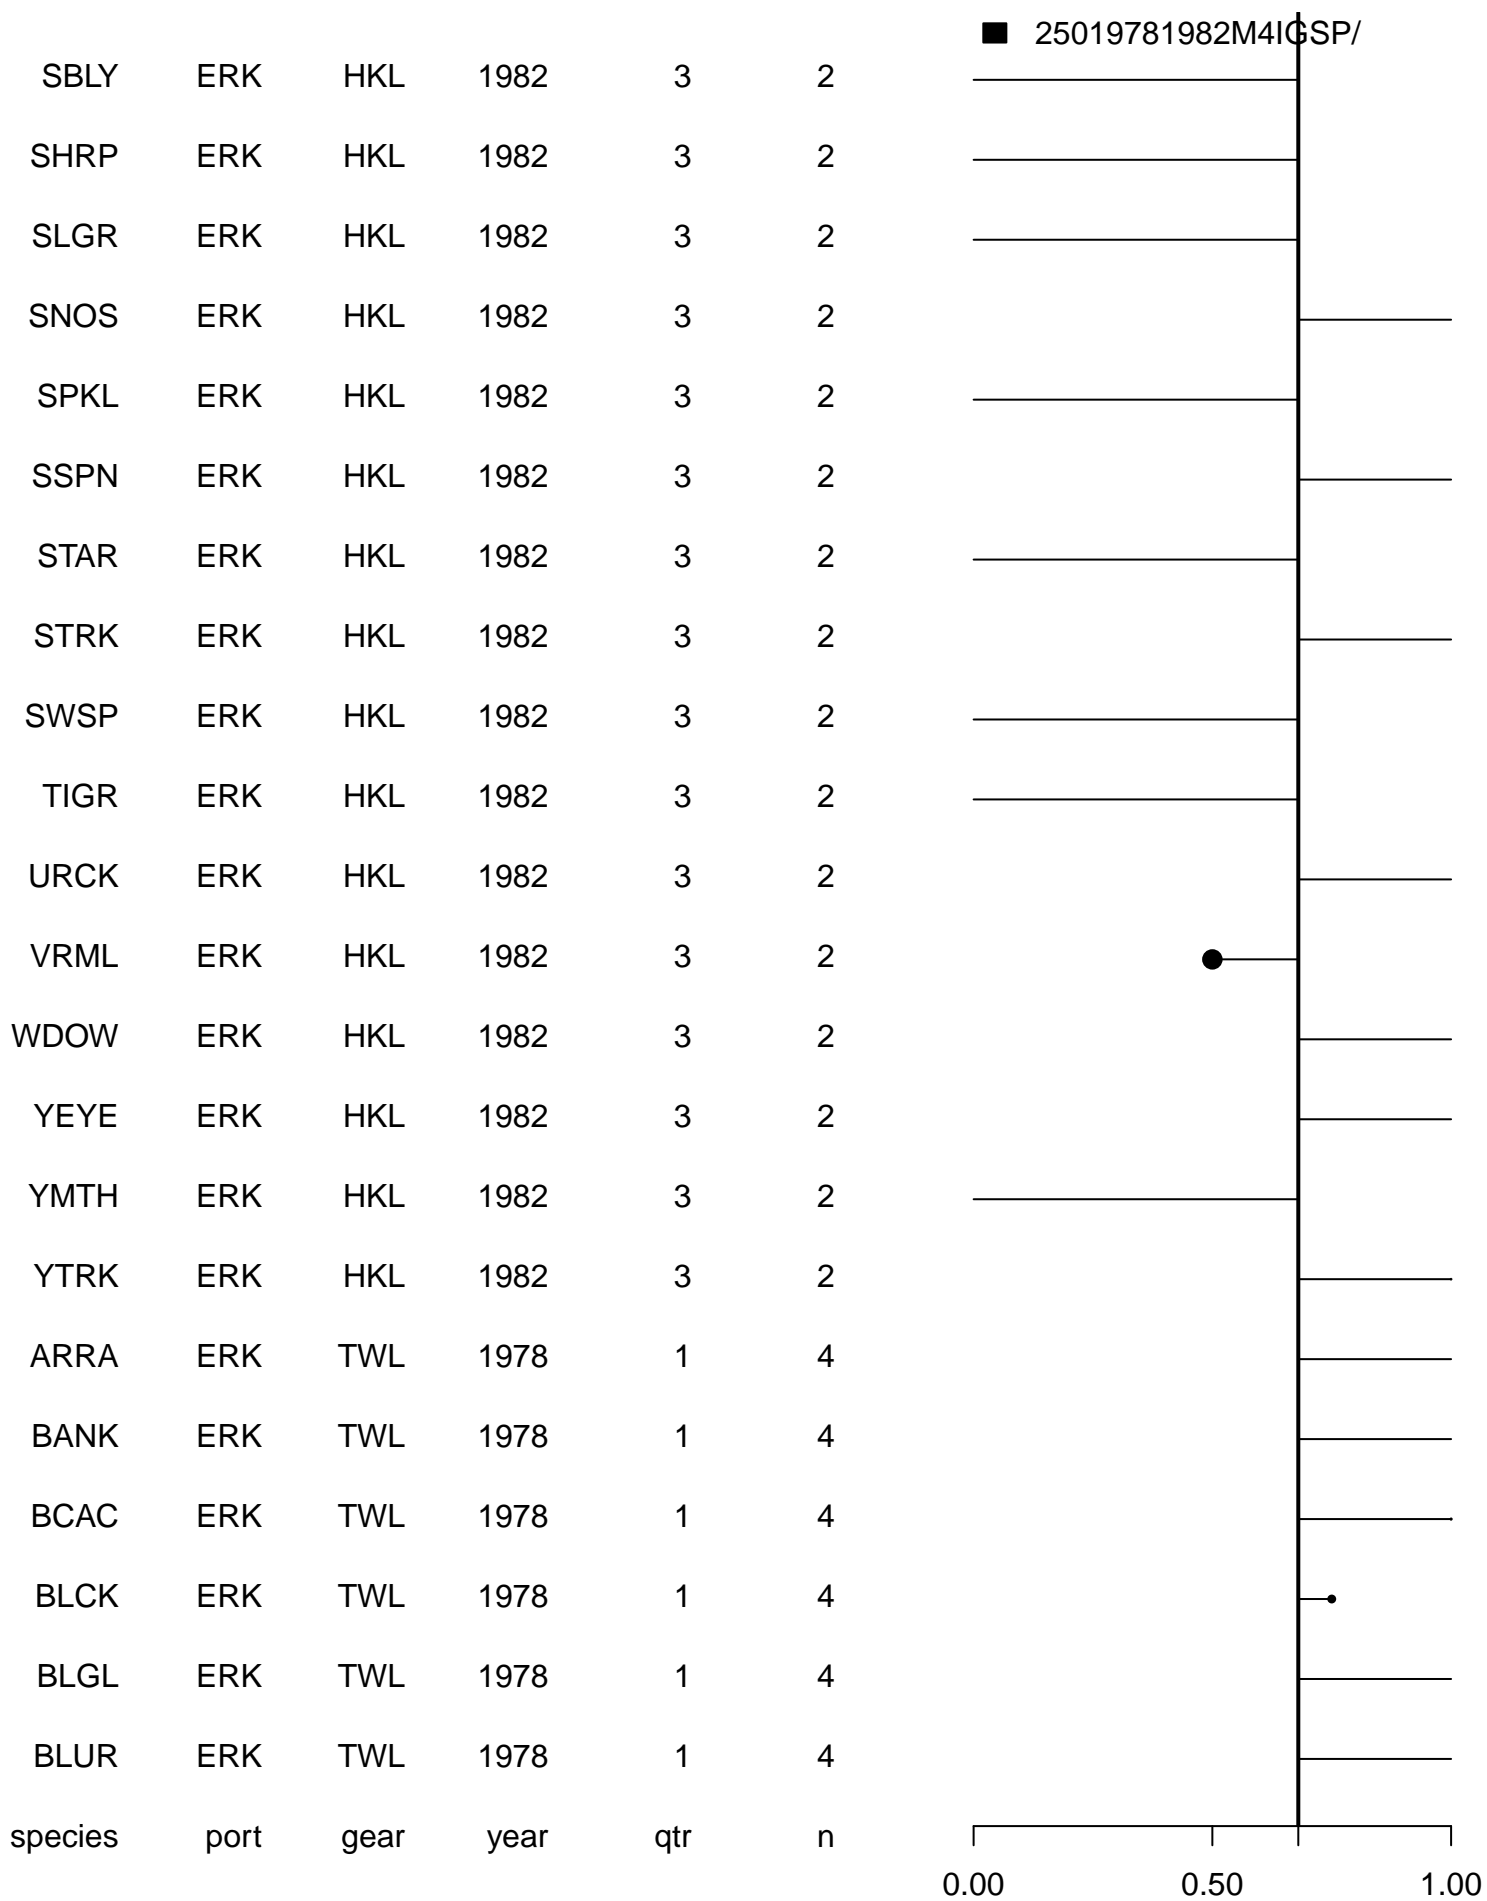 25019781982M4IGSP/
SBLY ERK HKL 1982 3 2
SHRP ERK HKL 1982 3 2
SLGR ERK HKL 1982 3 2
SNOS ERK HKL 1982 3 2
SPKL ERK HKL 1982 3 2
SSPN ERK HKL 1982 3 2
STAR ERK HKL 1982 3 2
STRK ERK HKL 1982 3 2
SWSP ERK HKL 1982 3 2
TIGR ERK HKL 1982 3 2
URCK ERK HKL 1982 3 2
VRML ERK HKL 1982 3 2
WDOW ERK HKL 1982 3 2
YEYE ERK HKL 1982 3 2
YMTH ERK HKL 1982 3 2
YTRK ERK HKL 1982 3 2
ARRA ERK TWL 1978 1 4
BANK ERK TWL 1978 1 4
BCAC ERK TWL 1978 1 4
BLCK ERK TWL 1978 1 4
BLGL ERK TWL 1978 1 4
BLUR ERK TWL 1978 1 4
species port gear year qtr n
0.00 0.50 1.00